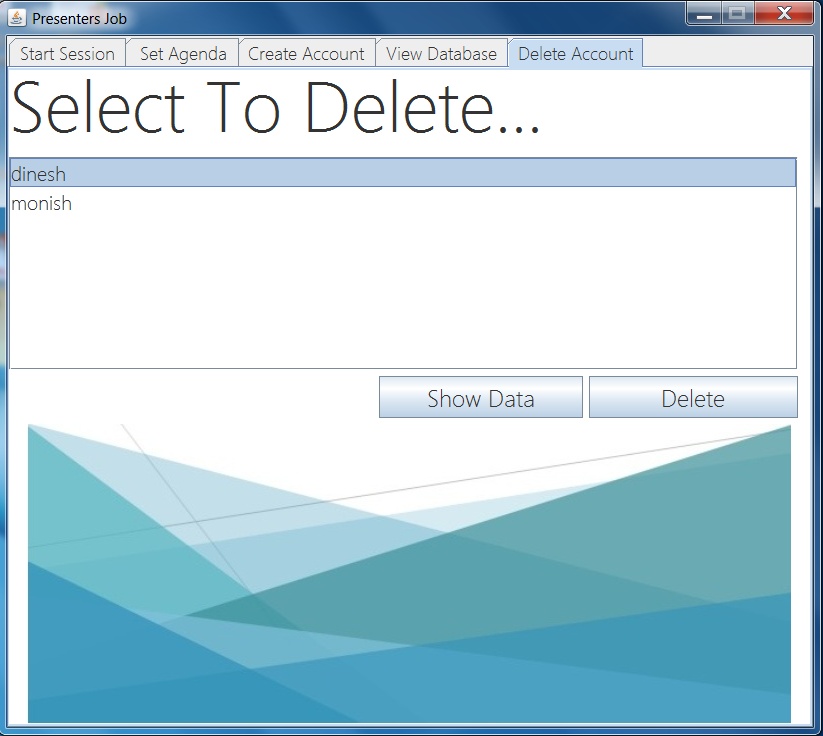 Presenters Job
Start Session Set Agenda Create Account View Database Delete Account
Select To Delete...
dinesh
monish
Show Data Delete